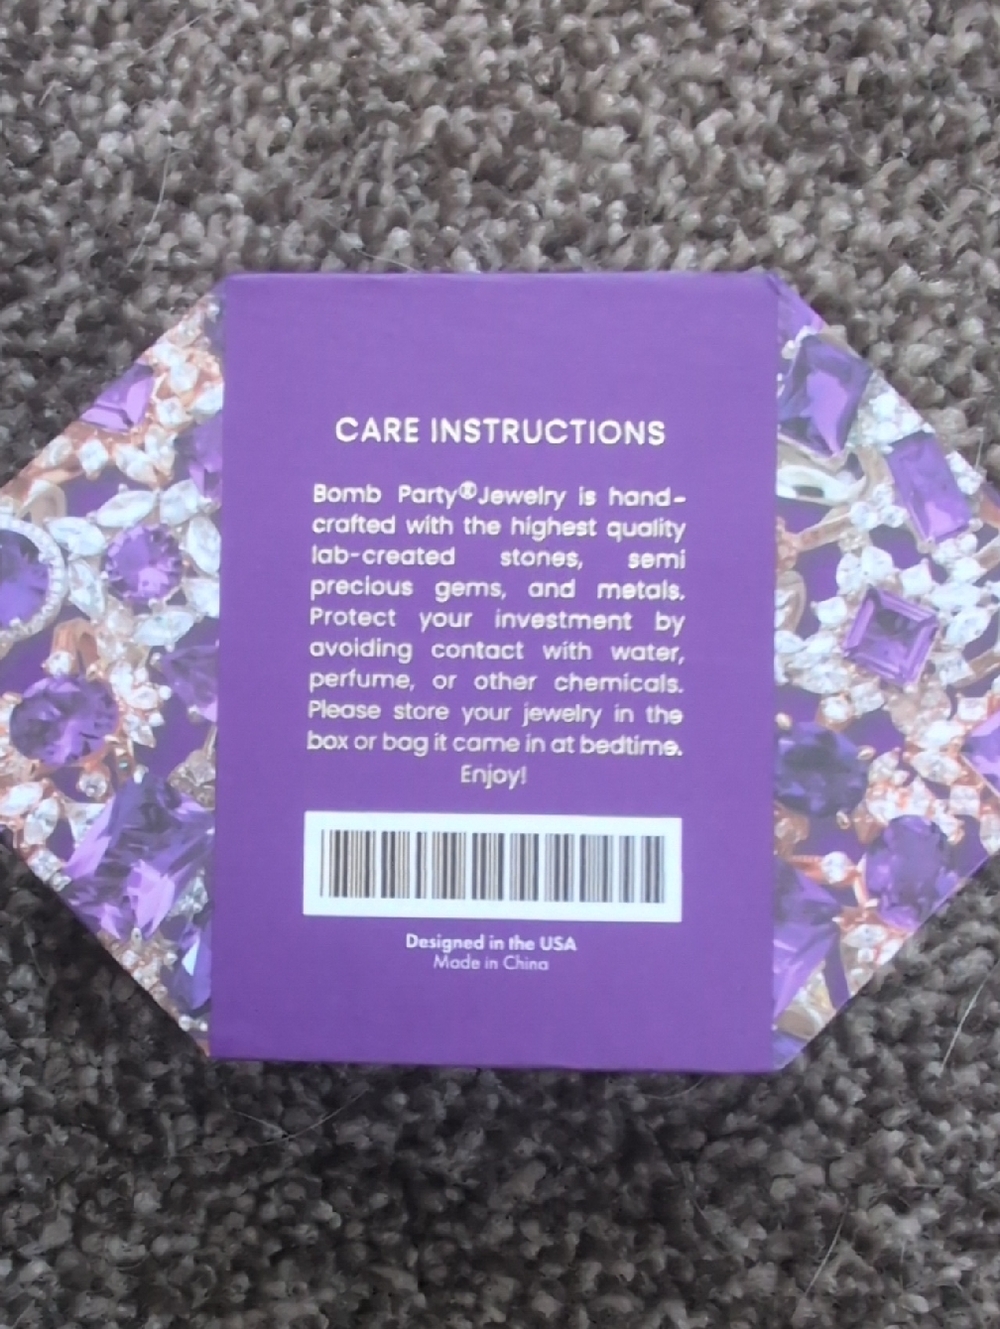 CARE INSTRUCTIONS
Bomb Party® Jewelry is hand-
crafted with the highest quality
lab-created stones, semi
precious gems, and metals.
Protect your investment by
avoiding contact with water,
perfume, or other chemicals.
Please store your jewelry in the
box or bag it came in at bedtime.
Enjoy!
Designed in the USA
Made in China